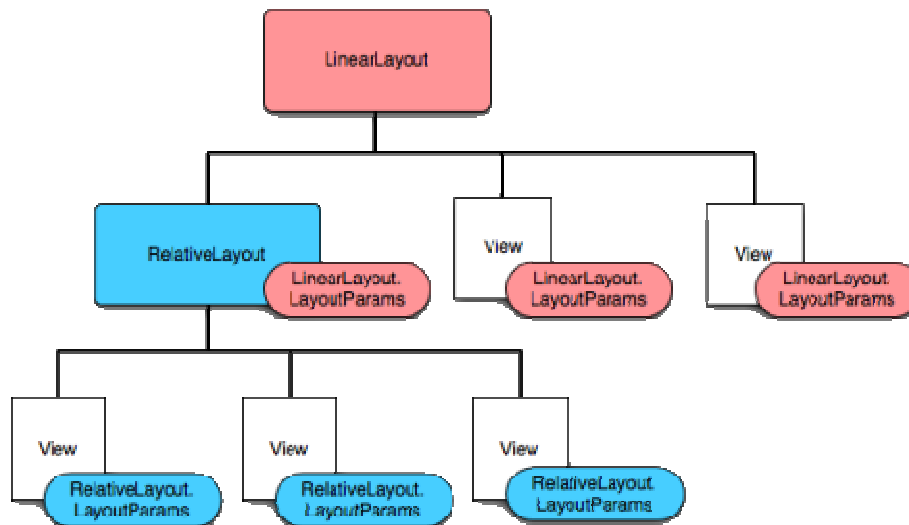 LinearLayout
RelativeLayout
LinearLayout.
LayoutParams
View
LinearLayout.
LayoutParams
View
LinearLayout.
LayoutParams
View
RelativeLayout.
LayoutParams
View
RelativeLayout.
LayoutParams
View
RelativeLayout.
LayoutParams